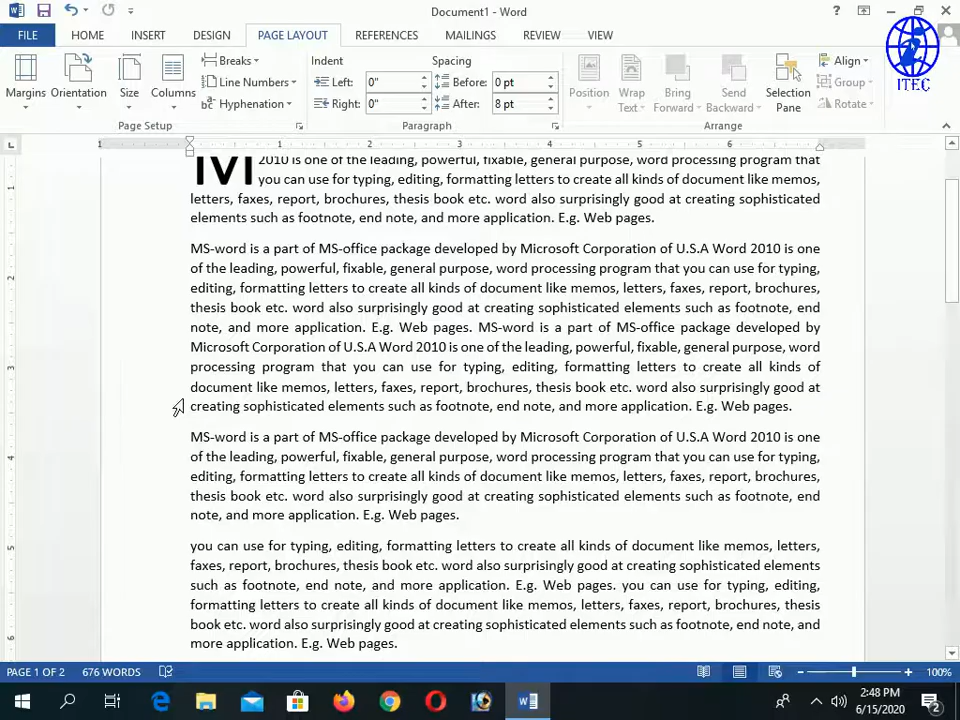 Document1 - Word
FILE HOME INSERT DESIGN PAGE LAYOUT REFERENCES MAILINGS REVIEW VIEW
ITEC
Margins Orientation Size Columns Breaks Line Numbers Hyphenation
Page Setup
Indent Spacing
Left: 0" Before: 0 pt
Right: 0" After: 8 pt
Paragraph
Position Wrap Text Bring Forward Send Backward Selection Pane Align Group Rotate
Arrange
1 1 2 3 4 5 6
2010 is one of the leading, powerful, fixable, general purpose, word processing program that
you can use for typing, editing, formatting letters to create all kinds of document like memos,
letters, faxes, report, brochures, thesis book etc. word also surprisingly good at creating sophisticated
elements such as footnote, end note, and more application. E.g. Web pages.
MS-word is a part of MS-office package developed by Microsoft Corporation of U.S.A Word 2010 is one
of the leading, powerful, fixable, general purpose, word processing program that you can use for typing,
editing, formatting letters to create all kinds of document like memos, letters, faxes, report, brochures,
thesis book etc. word also surprisingly good at creating sophisticated elements such as footnote, end
note, and more application. E.g. Web pages. MS-word is a part of MS-office package developed by
Microsoft Corporation of U.S.A Word 2010 is one of the leading, powerful, fixable, general purpose, word
processing program that you can use for typing, editing, formatting letters to create all kinds of
document like memos, letters, faxes, report, brochures, thesis book etc. word also surprisingly good at
creating sophisticated elements such as footnote, end note, and more application. E.g. Web pages.
MS-word is a part of MS-office package developed by Microsoft Corporation of U.S.A Word 2010 is one
of the leading, powerful, fixable, general purpose, word processing program that you can use for typing,
editing, formatting letters to create all kinds of document like memos, letters, faxes, report, brochures,
thesis book etc. word also surprisingly good at creating sophisticated elements such as footnote, end
note, and more application. E.g. Web pages.
you can use for typing, editing, formatting letters to create all kinds of document like memos, letters,
faxes, report, brochures, thesis book etc. word also surprisingly good at creating sophisticated elements
such as footnote, end note, and more application. E.g. Web pages. you can use for typing, editing,
formatting letters to create all kinds of document like memos, letters, faxes, report, brochures, thesis
book etc. word also surprisingly good at creating sophisticated elements such as footnote, end note, and
more application. E.g. Web pages.
PAGE 1 OF 2 676 WORDS 100%
2:48 PM
6/15/2020
2